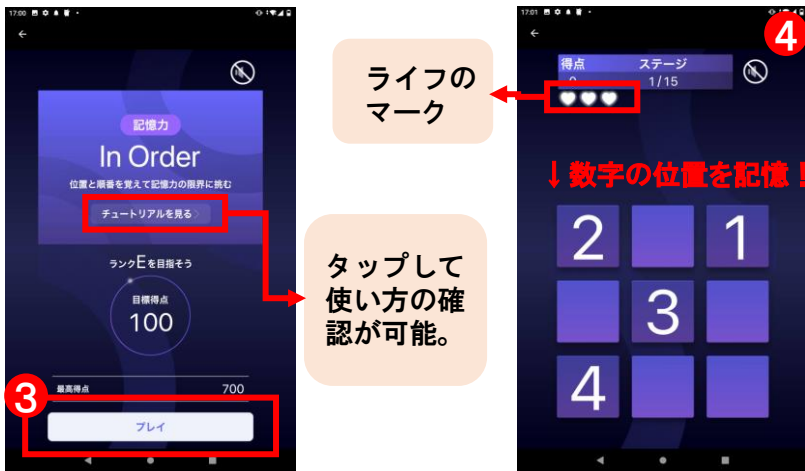 17:00
記憶力
In Order
位置と順番を覚えて記憶力の限界に挑む
チュートリアルを見る
ランクEを目指そう
目標得点
100
最高得点 700
③
プレイ
ライフの
マーク
タップして
使い方の確
認が可能。
17:01
④
得点 ステージ
0 1/15
↓数字の位置を記憶!
2 1
3
4